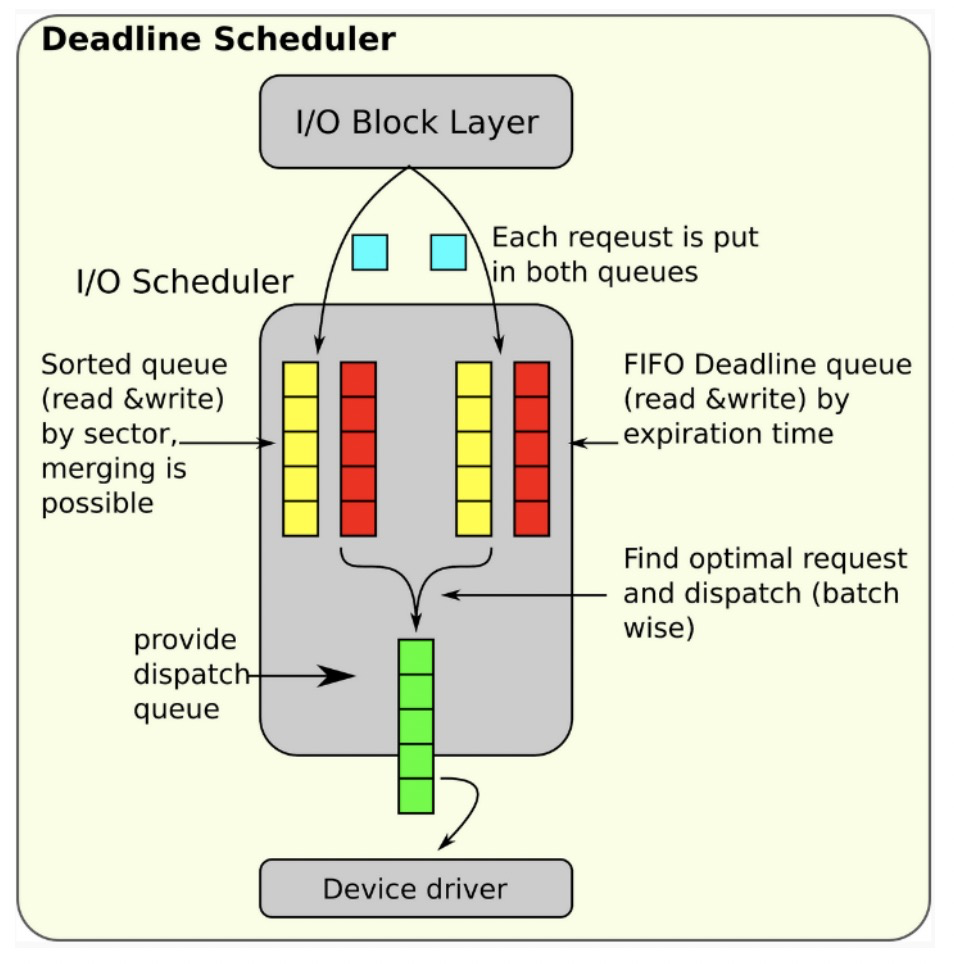 Deadline Scheduler
I/O Block Layer
Each reqeust is put
in both queues
I/O Scheduler
Sorted queue
(read &write)
by sector,
merging is
possible
FIFO Deadline queue
(read &write) by
expiration time
Find optimal request
and dispatch (batch
wise)
provide
dispatch
queue
Device driver